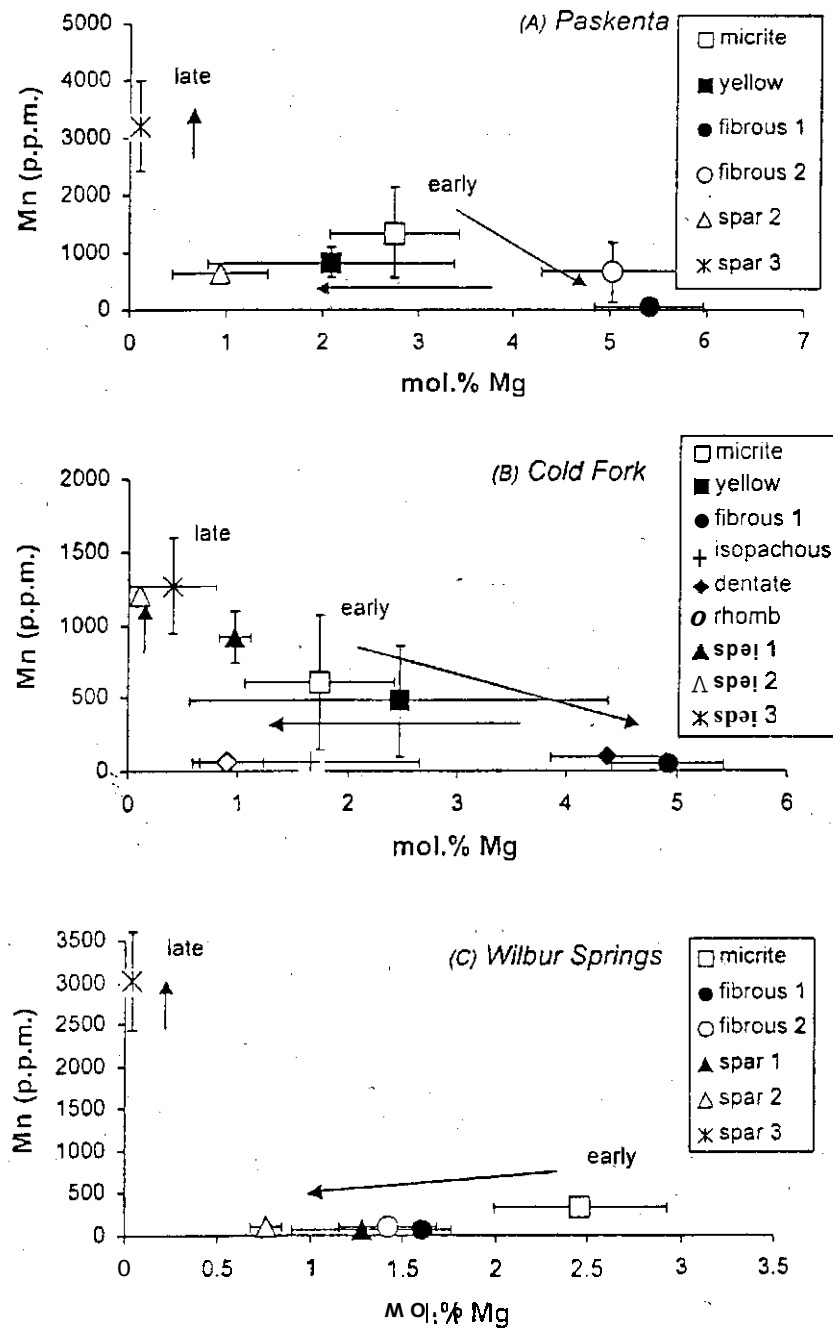 (A) Paskenta
5000
4000
3000
2000
1000
0
Mn (p.p.m.)
late
early
micrite
yellow
fibrous 1
fibrous 2
spar 2
spar 3
1 2 3 4 5 6 7
mol.% Mg
(B) Cold Fork
2000
1500
1000
500
0
Mn (p.p.m.)
late
early
micrite
yellow
fibrous 1
isopachous
dentate
rhomb
1
2
3
0 1 2 3 4 5 6
mol.% Mg
(C) Wilbur Springs
3500
3000
2500
2000
1500
1000
500
0
Mn (p.p.m.)
late
early
micrite
fibrous 1
fibrous 2
spar 1
spar 2
spar 3
0 0.5 1 1.5 2 2.5 3 3.5
Mg